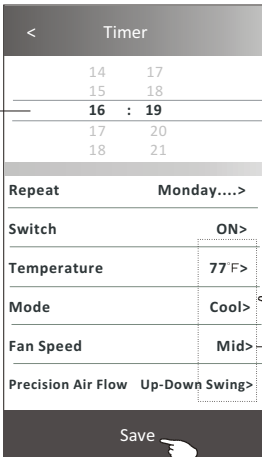 < Timer
14 17
15 18
16 : 19
17 20
18 21
Repeat Monday....>
Switch ON>
Temperature 77°F>
Mode Cool>
Fan Speed Mid>
Precision Air Flow Up-Down Swing>
Save